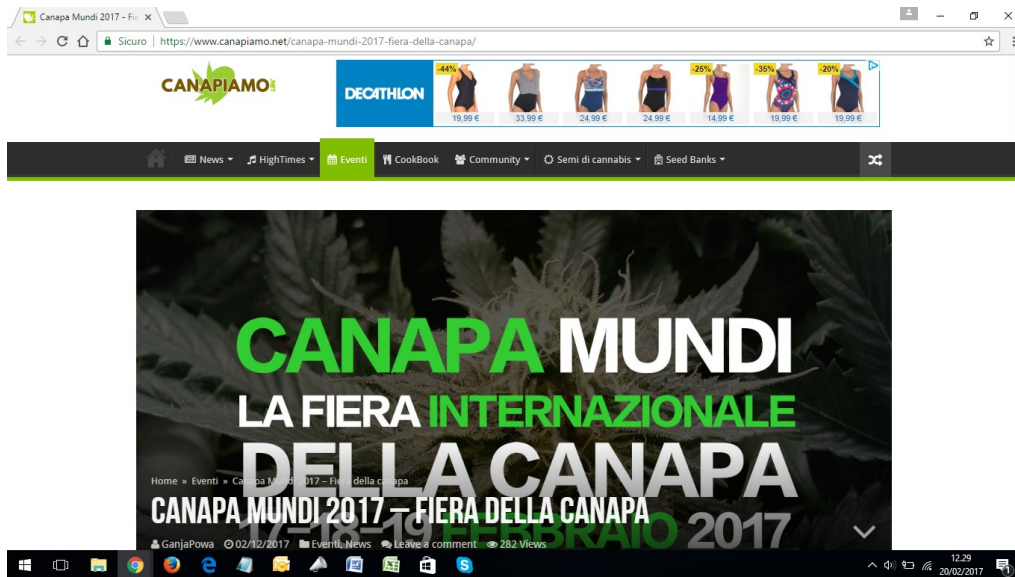 Canapa Mundi 2017 - Fie
Sicuro | https://www.canapiamo.net/canapa-mundi-2017-fiera-della-canapa/
CANAPIAMO
DECATHLON
-44% -25% -35% -20%
19,99 € 33,99 € 24,99 € 24,99 € 14,99 € 19,99 € 19,99 €
News HighTimes Eventi CookBook Community Semi di cannabis Seed Banks
CANAPA MUNDI
LA FIERA INTERNAZIONALE
DELLA CANAPA
17-18-19 FEBBRAIO 2017
Home » Eventi » Canapa Mundi 2017 – Fiera della canapa
CANAPA MUNDI 2017 – FIERA DELLA CANAPA
GanjaPowa 02/12/2017 Eventi, News Leave a comment 282 Views
12.29
20/02/2017
1